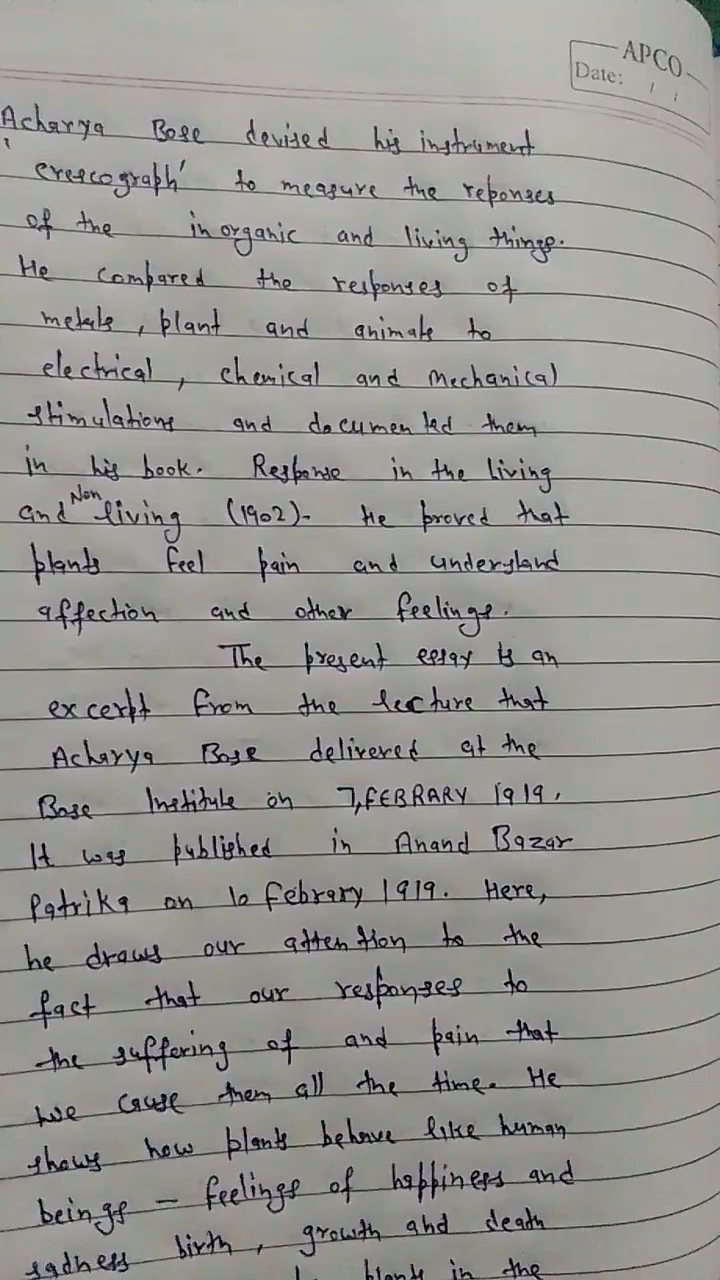 APCO
Date: / /
Acharya Bose devised his instrument
'crescograph' to measure the reponses
of the inorganic and living things.
He compared the responses of
metals, plant and animals to
electrical, chemical and mechanical
stimulations and documented them
in his book. Response in the living
and Non living (1902)- He proved that
plants feel pain and understand
affection and other feelings.
The present essay is an
excerpt from the lecture that
Acharya Bose delivered at the
Bose Institute on 7,FEBRARY 1919.
It was published in Anand Bazar
Patrika on 10 Febrary 1919. Here,
he draws our attention to the
fact that our responses to
the suffering of and pain that
we cause them all the time. He
shows how plants behave like human
beings - feelings of happiness and
sadness birth, growth and death
plants in the